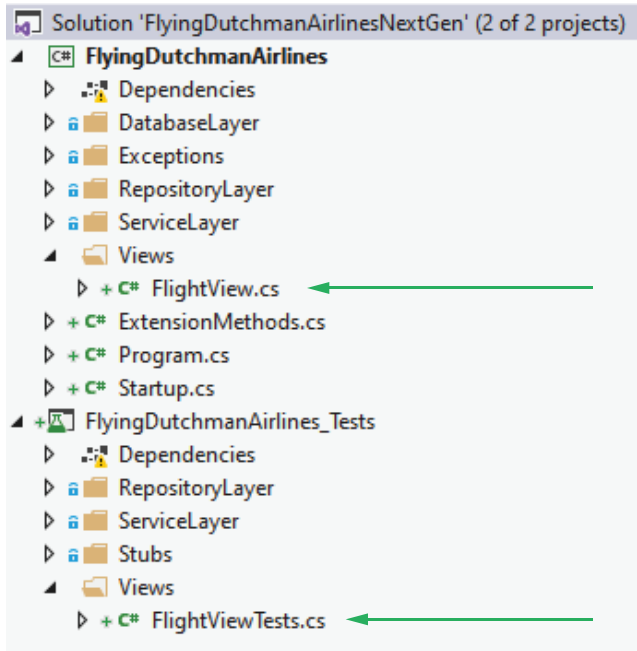 Solution 'FlyingDutchmanAirlinesNextGen' (2 of 2 projects)
C# FlyingDutchmanAirlines
Dependencies
DatabaseLayer
Exceptions
RepositoryLayer
ServiceLayer
Views
+ C# FlightView.cs
+ C# ExtensionMethods.cs
+ C# Program.cs
+ C# Startup.cs
+ FlyingDutchmanAirlines_Tests
Dependencies
RepositoryLayer
ServiceLayer
Stubs
Views
+ C# FlightViewTests.cs